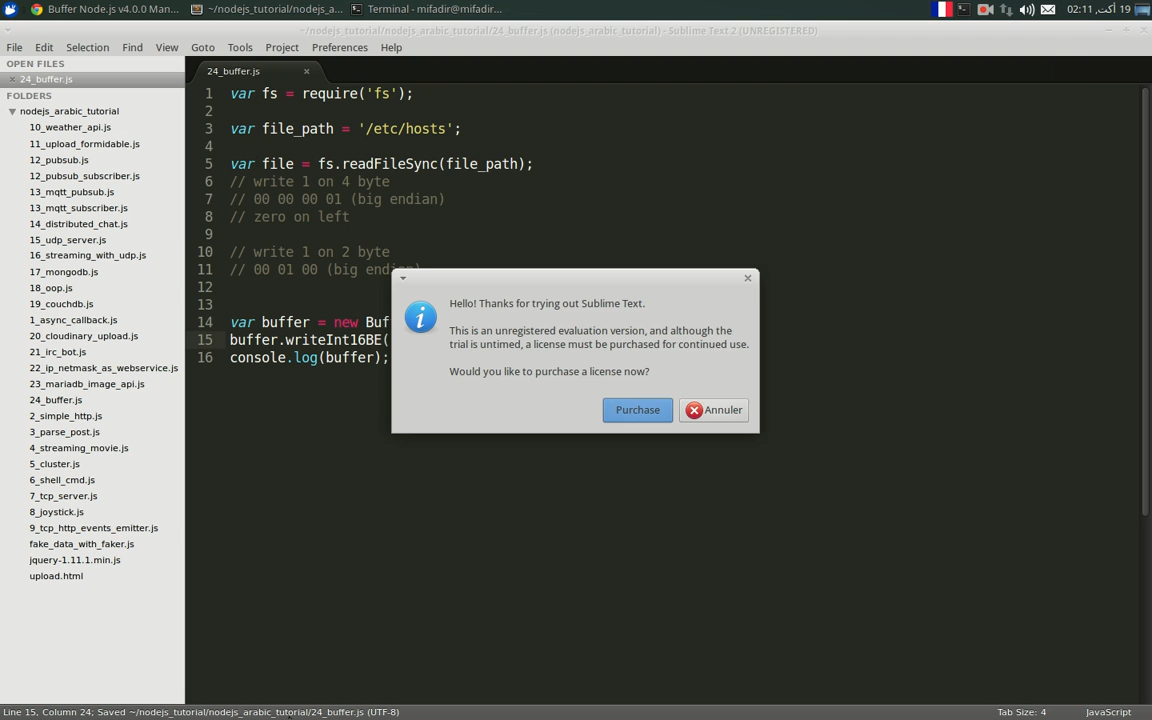 Buffer Node.js v4.0.0 Man...
~/nodejs_tutorial/nodejs_a...
Terminal - mifadir@mifadir...
02:11 ,أكت 19
~/nodejs_tutorial/nodejs_arabic_tutorial/24_buffer.js (nodejs_arabic_tutorial) - Sublime Text 2 (UNREGISTERED)
File Edit Selection Find View Goto Tools Project Preferences Help
OPEN FILES
24_buffer.js
FOLDERS
nodejs_arabic_tutorial
10_weather_api.js
11_upload_formidable.js
12_pubsub.js
12_pubsub_subscriber.js
13_mqtt_pubsub.js
13_mqtt_subscriber.js
14_distributed_chat.js
15_udp_server.js
16_streaming_with_udp.js
17_mongodb.js
18_oop.js
19_couchdb.js
1_async_callback.js
20_cloudinary_upload.js
21_irc_bot.js
22_ip_netmask_as_webservice.js
23_mariadb_image_api.js
24_buffer.js
2_simple_http.js
3_parse_post.js
4_streaming_movie.js
5_cluster.js
6_shell_cmd.js
7_tcp_server.js
8_joystick.js
9_tcp_http_events_emitter.js
fake_data_with_faker.js
jquery-1.11.1.min.js
upload.html
24_buffer.js
1 var fs = require('fs');
2
3 var file_path = '/etc/hosts';
4
5 var file = fs.readFileSync(file_path);
6 // write 1 on 4 byte
7 // 00 00 00 01 (big endian)
8 // zero on left
9
10 // write 1 on 2 byte
11 // 00 01 00 (big endian)
12
13
14 var buffer = new Buf
15 buffer.writeInt16BE(
16 console.log(buffer);
Hello! Thanks for trying out Sublime Text.
This is an unregistered evaluation version, and although the
trial is untimed, a license must be purchased for continued use.
Would you like to purchase a license now?
Purchase
Annuler
Line 15, Column 24; Saved ~/nodejs_tutorial/nodejs_arabic_tutorial/24_buffer.js (UTF-8)
Tab Size: 4
JavaScript